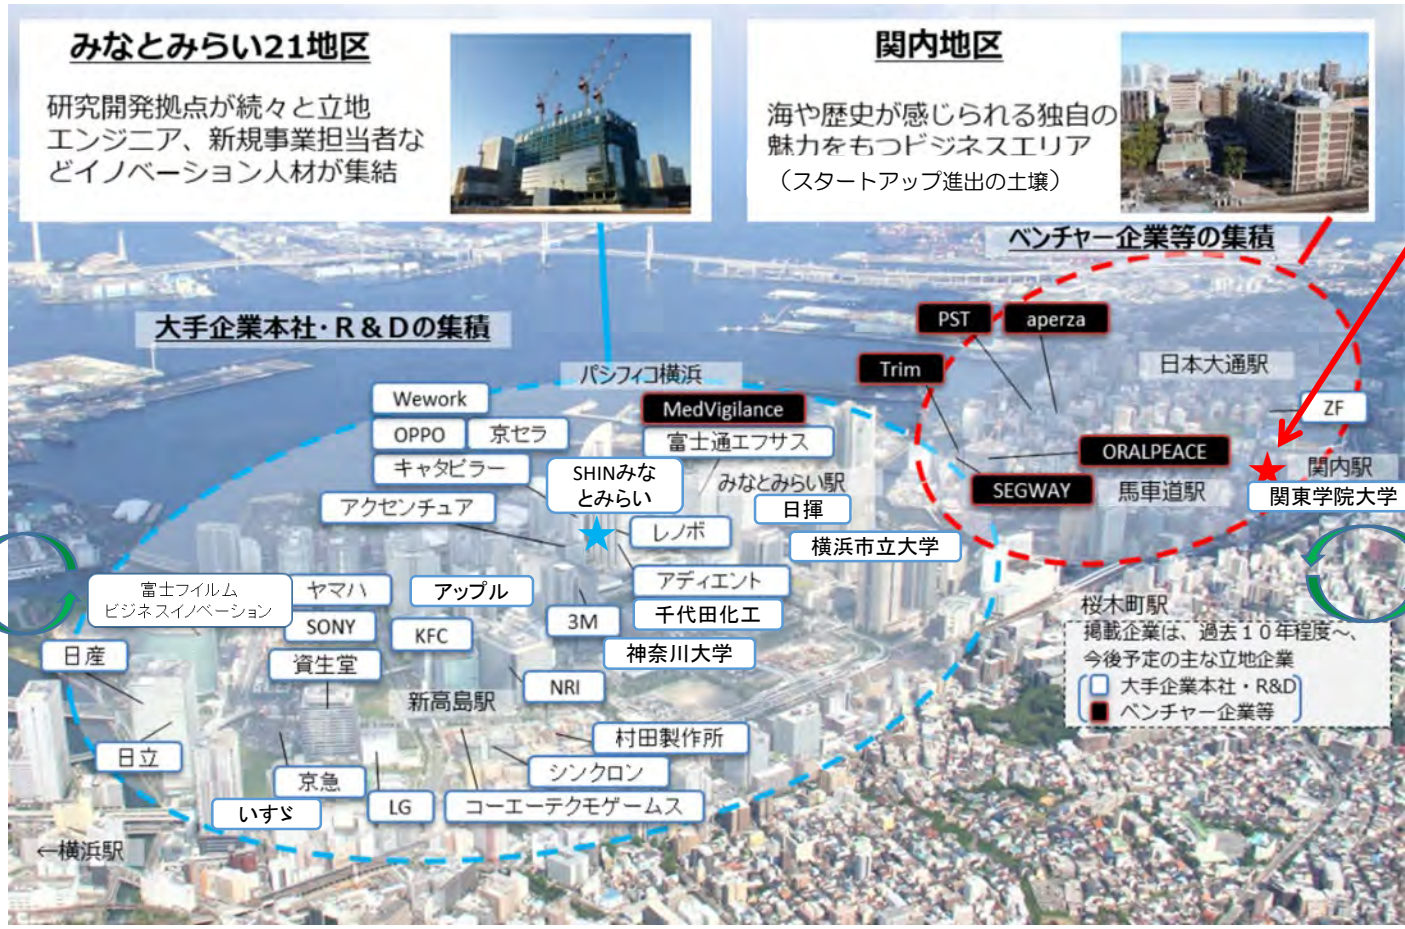 みなとみらい21地区
研究開発拠点が続々と立地
エンジニア、新規事業担当者な
どイノベーション人材が集結
関内地区
海や歴史が感じられる独自の
魅力をもつビジネスエリア
（スタートアップ進出の土壌）
ベンチャー企業等の集積
大手企業本社・R＆Dの集積
PST
aperza
Trim
日本大通駅
パシフィコ横浜
Wework
MedVigilance
ZF
OPPO
京セラ
富士通エフサス
キャタピラー
SHINみな
とみらい
みなとみらい駅
ORALPEACE
SEGWAY
馬車道駅
関内駅
関東学院大学
アクセンチュア
日揮
レノボ
横浜市立大学
富士フイルム
ビジネスイノベーション
ヤマハ
アップル
アディエント
千代田化工
桜木町駅
SONY
KFC
3M
日産
資生堂
神奈川大学
掲載企業は、過去１０年程度～、
今後予定の主な立地企業
大手企業本社・R&D
ベンチャー企業等
NRI
新高島駅
村田製作所
日立
シンクロン
京急
いすゞ
LG
コーエーテクモゲームス
←横浜駅